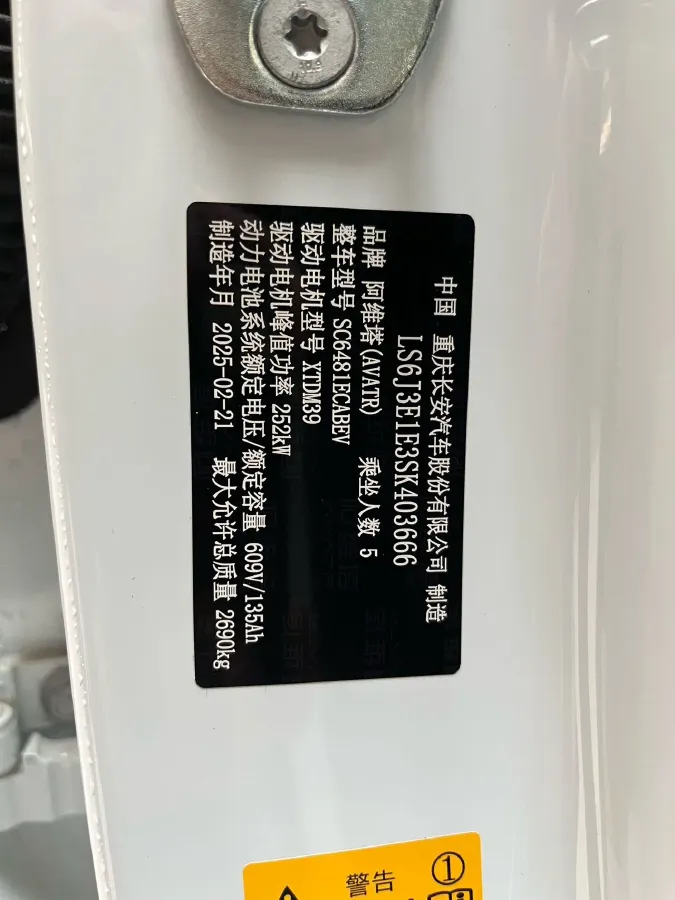 中国 重庆长安汽车股份有限公司 制造
LS6J3E1E3SK403666
品牌 阿维塔(AVATR) 乘坐人数 5
整车型号 SC6481ECABEV
驱动电机型号 XTDM39
驱动电机峰值功率 252kW
动力电池系统额定电压/额定容量 609V/135Ah
制造年月 2025-02-21 最大允许总质量 2690kg
警告 ①